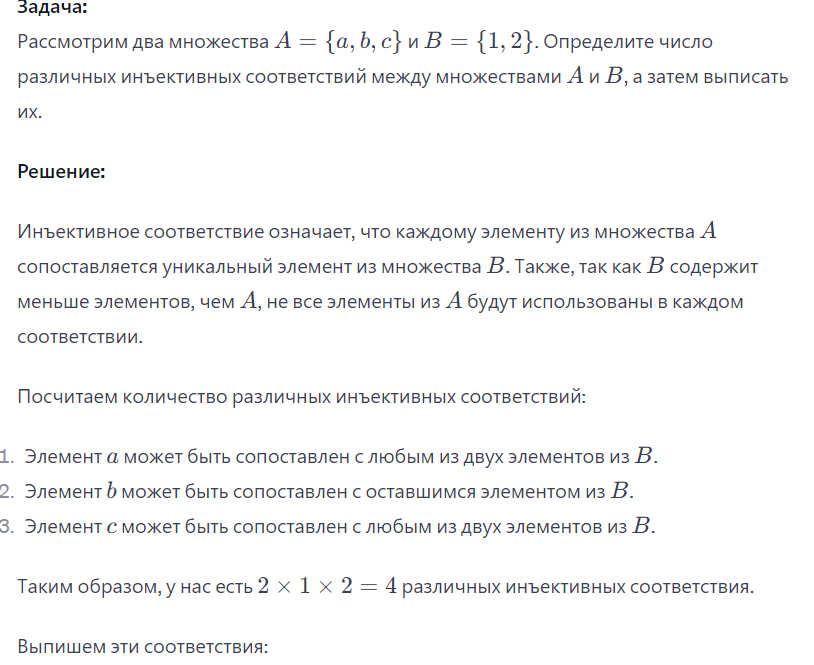 Задача:
Рассмотрим два множества A = {a, b, c} и B = {1, 2}. Определите число
различных инъективных соответствий между множествами A и B, а затем выписать
их.
Решение:
Инъективное соответствие означает, что каждому элементу из множества A
сопоставляется уникальный элемент из множества B. Также, так как B содержит
меньше элементов, чем A, не все элементы из A будут использованы в каждом
соответствии.
Посчитаем количество различных инъективных соответствий:
1. Элемент a может быть сопоставлен с любым из двух элементов из B.
2. Элемент b может быть сопоставлен с оставшимся элементом из B.
3. Элемент c может быть сопоставлен с любым из двух элементов из B.
Таким образом, у нас есть 2 × 1 × 2 = 4 различных инъективных соответствия.
Выпишем эти соответствия: